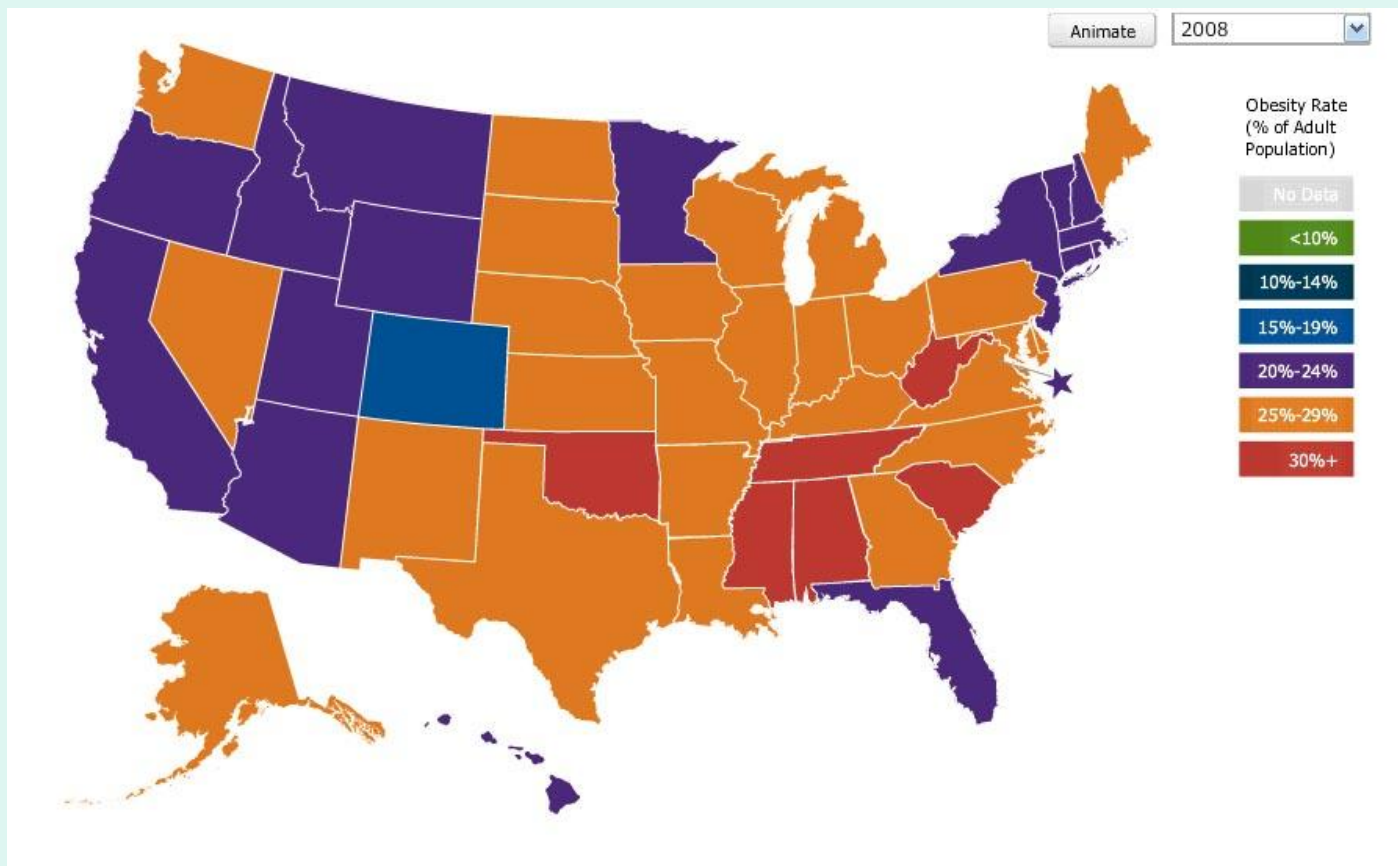 Animate
2008
Obesity Rate
(% of Adult
Population)
No Data
<10%
10%-14%
15%-19%
20%-24%
25%-29%
30%+